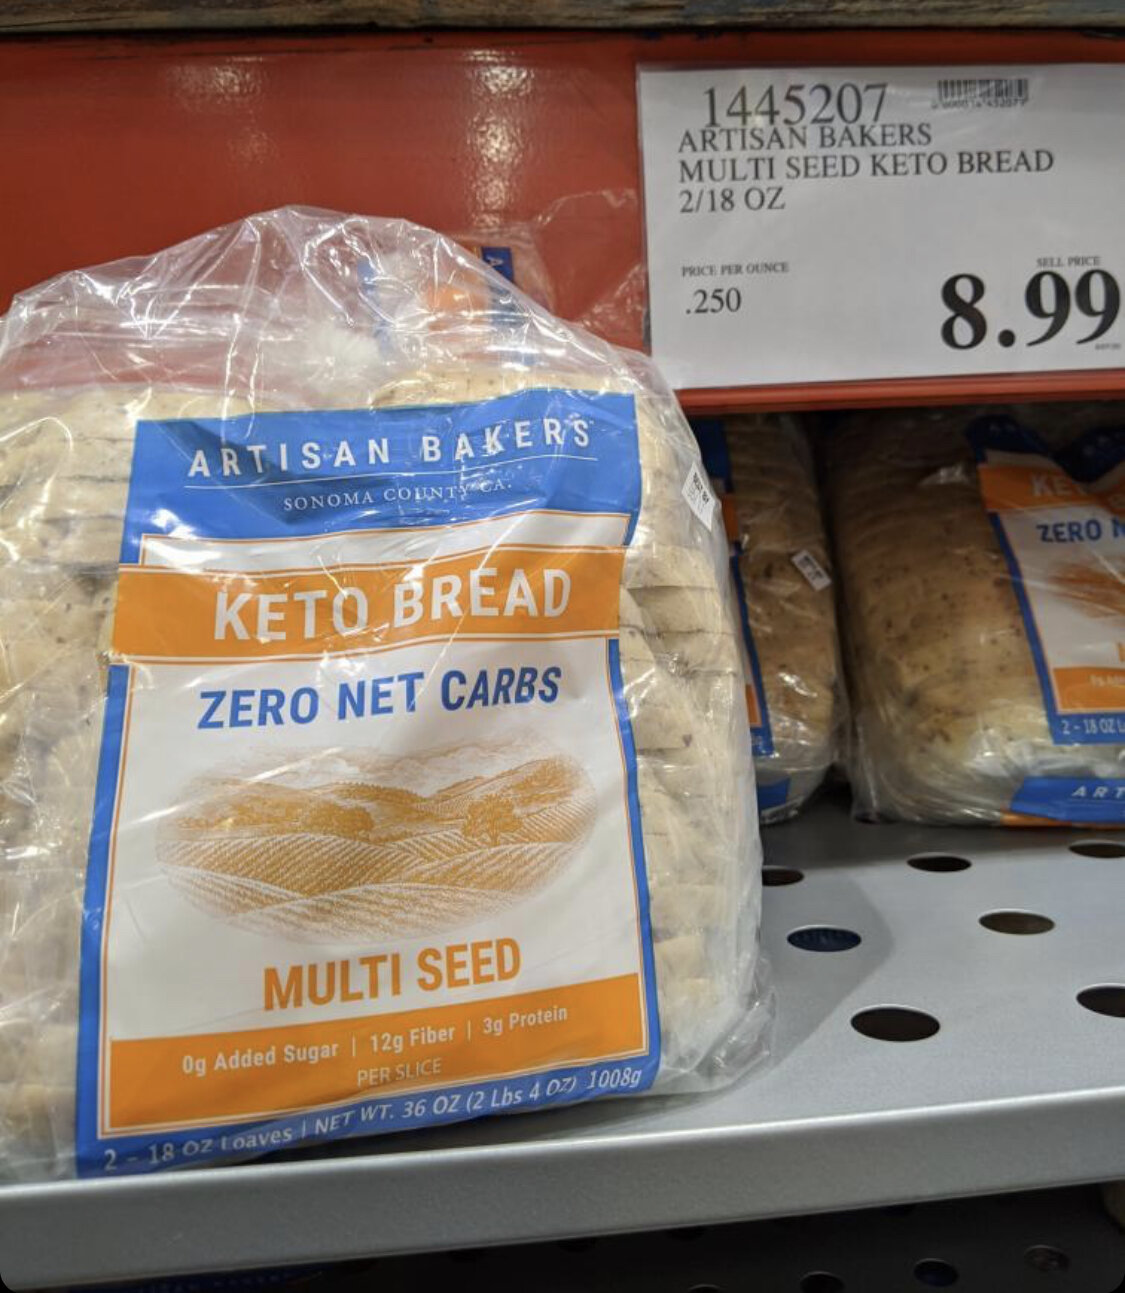 1445207
ARTISAN BAKERS
MULTI SEED KETO BREAD
2/18 OZ
PRICE PER OUNCE
.250
SELL PRICE
8.99
ARTISAN BAKERS
SONOMA COUNTY CA.
KETO BREAD
ZERO NET CARBS
MULTI SEED
0g Added Sugar | 12g Fiber | 3g Protein
PER SLICE
2 - 18 OZ Loaves | NET WT. 36 OZ (2 Lbs 4 OZ) 1008g
KE
ZERO N
2 - 18 OZ L
ART